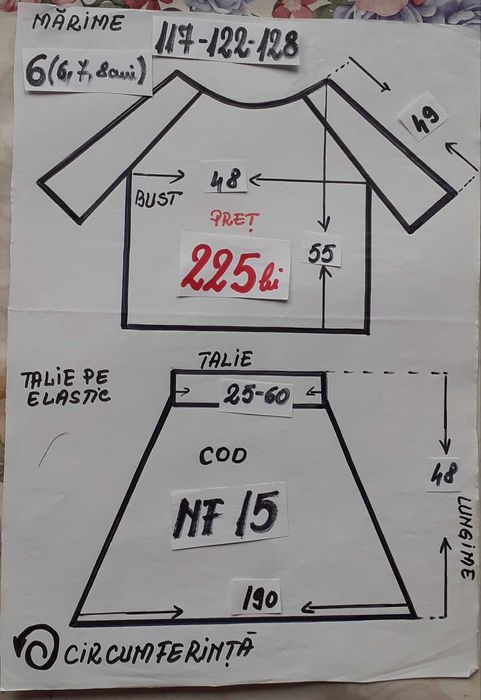 MĂRIME
117-122-128
6(6,7,8ani)
49
48
BUST
PREȚ
225lei
55
TALIE
TALIE PE
ELASTIC
25-60
COD
NF 15
48
LUNGIME
190
CIRCUMFERINȚĂ